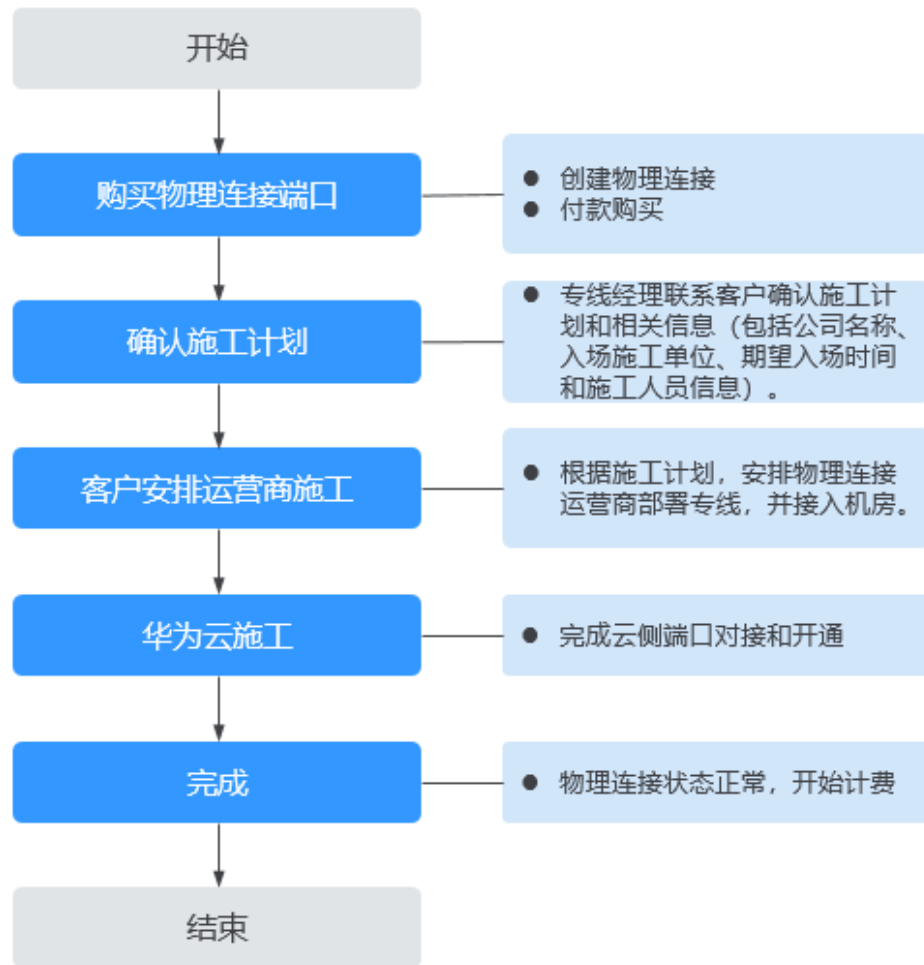 开始
购买物理连接端口
● 创建物理连接
● 付款购买
确认施工计划
● 专线经理联系客户确认施工计
划和相关信息（包括公司名称、
入场施工单位、期望入场时间
和施工人员信息）。
客户安排运营商施工
● 根据施工计划，安排物理连接
运营商部署专线，并接入机房。
华为云施工
● 完成云侧端口对接和开通
完成
● 物理连接状态正常，开始计费
结束